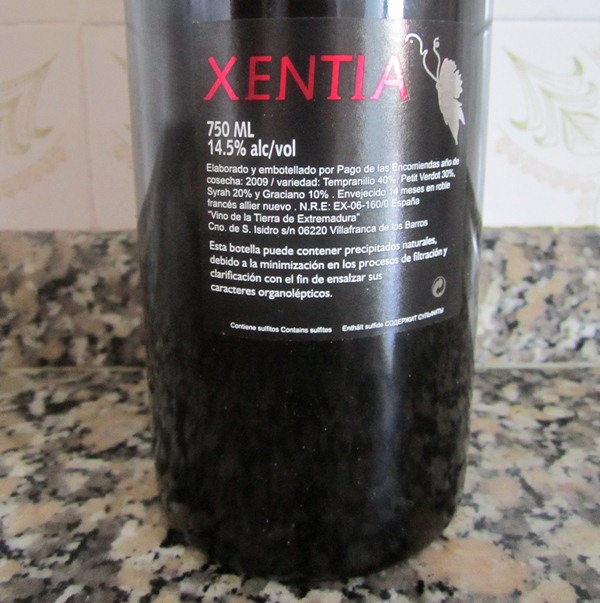 XENTIA
750 ML
14.5% alc/vol
Elaborado y embotellado por Pago de las Encomiendas año de
cosecha: 2009 / variedad: Tempranillo 40%, Petit Verdot 30%,
Syrah 20% y Graciano 10% . Envejecido 14 meses en roble
francés allier nuevo . N.R.E: EX-06-160/0 España
"Vino de la Tierra de Extremadura"
Cno. de S. Isidro s/n 06220 Villafranca de los Barros
Esta botella puede contener precipitados naturales,
debido a la minimización en los procesos de filtración y
clarificación con el fin de ensalzar sus
caracteres organolépticos.
Contiene sulfitos Contains sulfites Enthält sulfide СОДЕРЖИТ СУЛЬФИТЫ